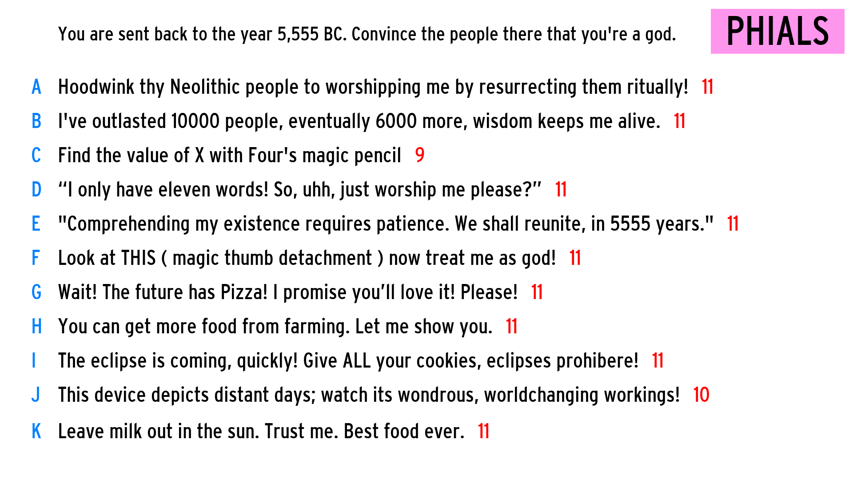 You are sent back to the year 5,555 BC. Convince the people there that you're a god.
PHIALS
A Hoodwink thy Neolithic people to worshipping me by resurrecting them ritually! 11
B I've outlasted 10000 people, eventually 6000 more, wisdom keeps me alive. 11
C Find the value of X with Four's magic pencil 9
D “I only have eleven words! So, uhh, just worship me please?” 11
E "Comprehending my existence requires patience. We shall reunite, in 5555 years." 11
F Look at THIS ( magic thumb detachment ) now treat me as god! 11
G Wait! The future has Pizza! I promise you’ll love it! Please! 11
H You can get more food from farming. Let me show you. 11
I The eclipse is coming, quickly! Give ALL your cookies, eclipses prohibere! 11
J This device depicts distant days; watch its wondrous, worldchanging workings! 10
K Leave milk out in the sun. Trust me. Best food ever. 11